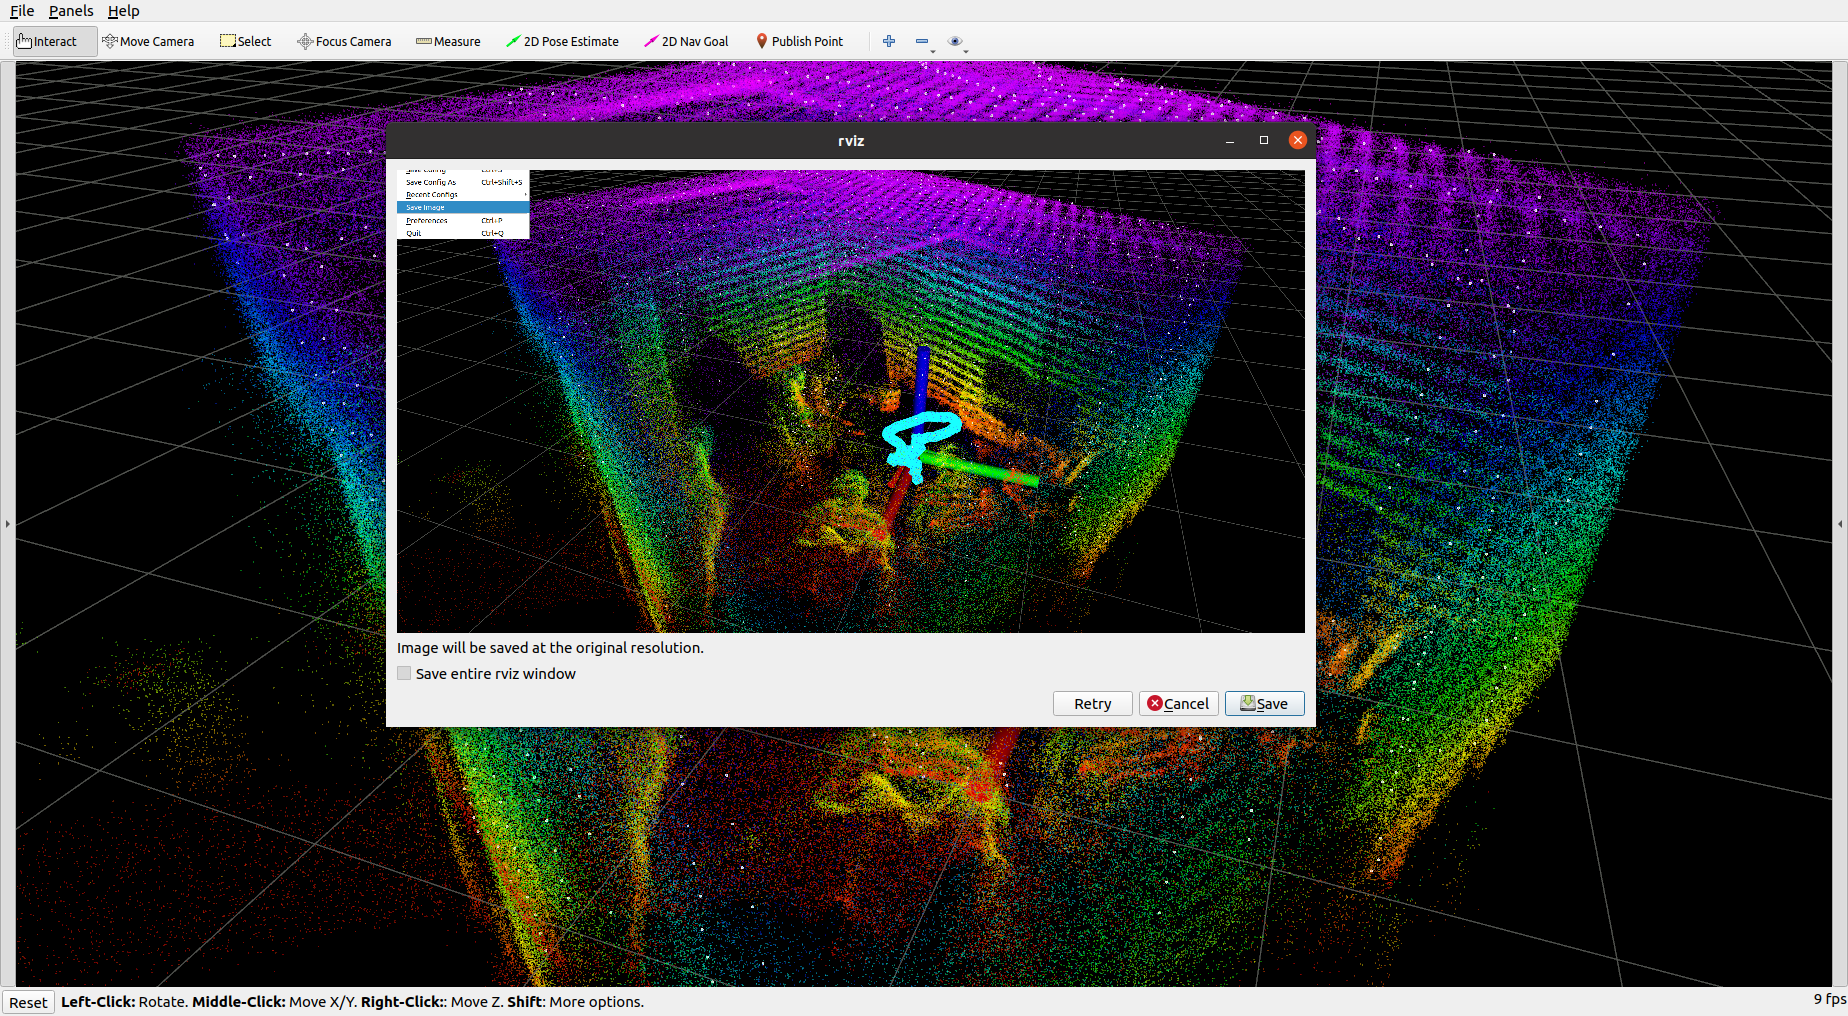 File Panels Help
Interact Move Camera Select Focus Camera Measure 2D Pose Estimate 2D Nav Goal Publish Point
rviz
Save Config Ctrl+S
Save Config As Ctrl+Shift+S
Recent Configs
Save Image
Preferences Ctrl+P
Quit Ctrl+Q
Image will be saved at the original resolution.
Save entire rviz window
Retry Cancel Save
Reset Left-Click: Rotate. Middle-Click: Move X/Y. Right-Click:: Move Z. Shift: More options. 9 fps